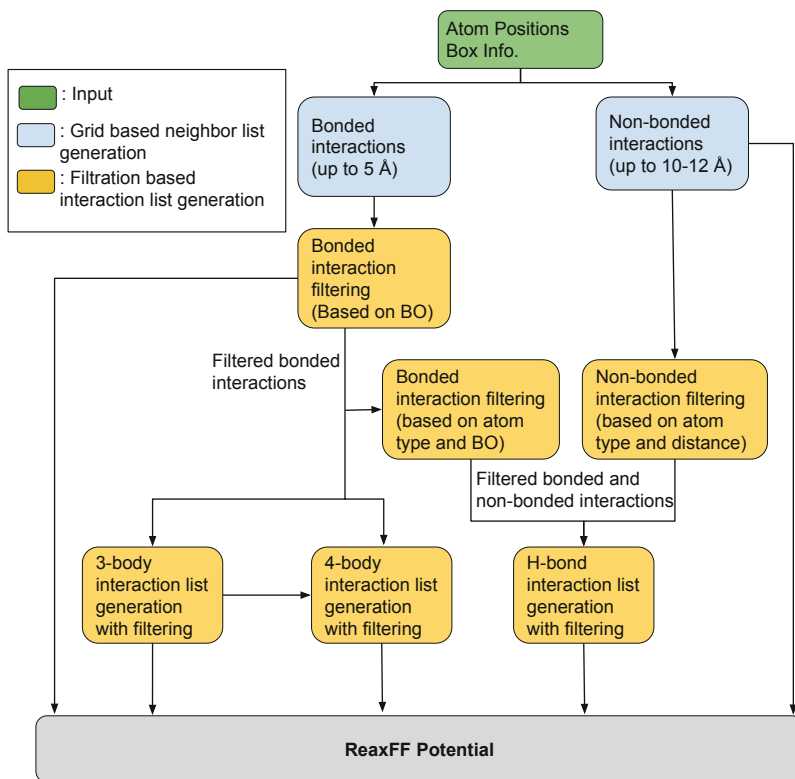 Atom Positions
Box Info.
: Input
: Grid based neighbor list
generation
: Filtration based
interaction list generation
Bonded
interactions
(up to 5 Å)
Non-bonded
interactions
(up to 10-12 Å)
Bonded
interaction
filtering
(Based on BO)
Filtered bonded
interactions
Bonded
interaction filtering
(based on atom
type and BO)
Non-bonded
interaction filtering
(based on atom
type and distance)
Filtered bonded and
non-bonded interactions
3-body
interaction list
generation
with filtering
4-body
interaction list
generation
with filtering
H-bond
interaction list
generation
with filtering
ReaxFF Potential